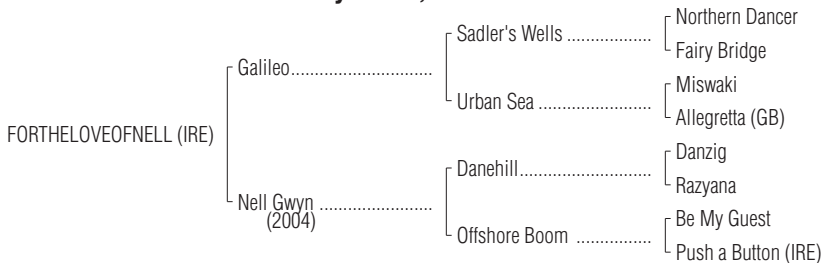 Northern Dancer
Sadler's Wells ..................
Fairy Bridge
Galileo..............................
Miswaki
Urban Sea ........................
Allegretta (GB)
FORTHELOVEOFNELL (IRE)
Danzig
Danehill............................
Razyana
Nell Gwyn ........................
(2004)
Be My Guest
Offshore Boom ................
Push a Button (IRE)